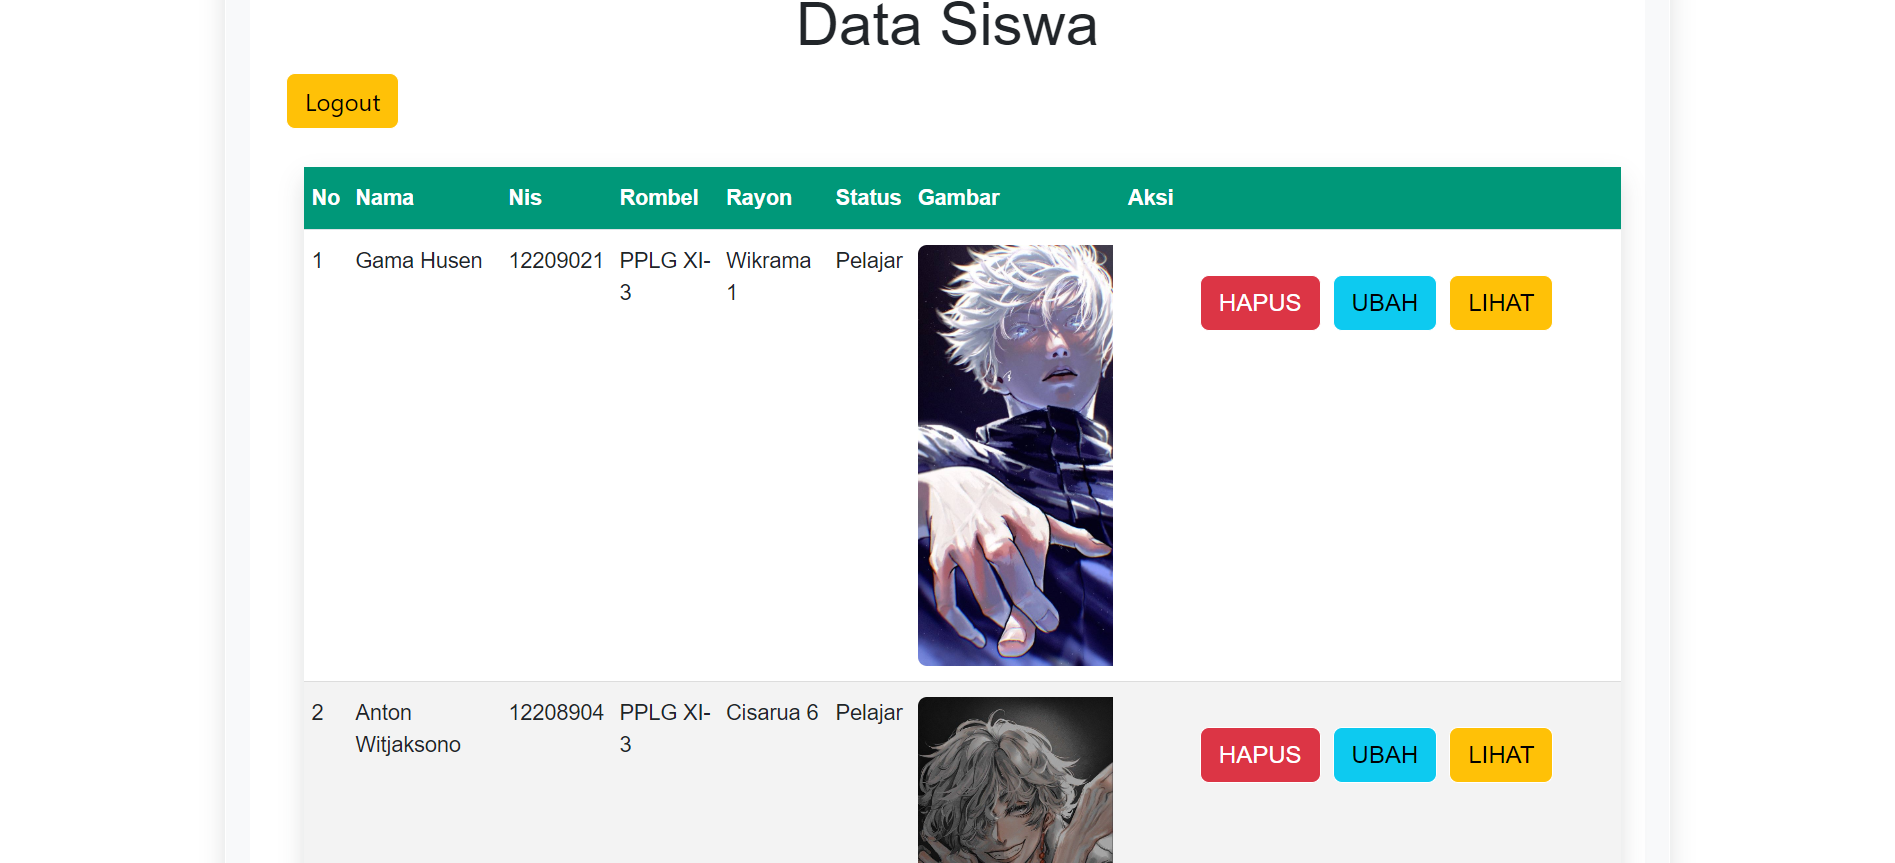 Data Siswa
Logout
No Nama Nis Rombel Rayon Status Gambar Aksi
1 Gama Husen 12209021 PPLG XI- Wikrama Pelajar
3 1
HAPUS UBAH LIHAT
2 Anton 12208904 PPLG XI- Cisarua 6 Pelajar
Witjaksono 3
HAPUS UBAH LIHAT